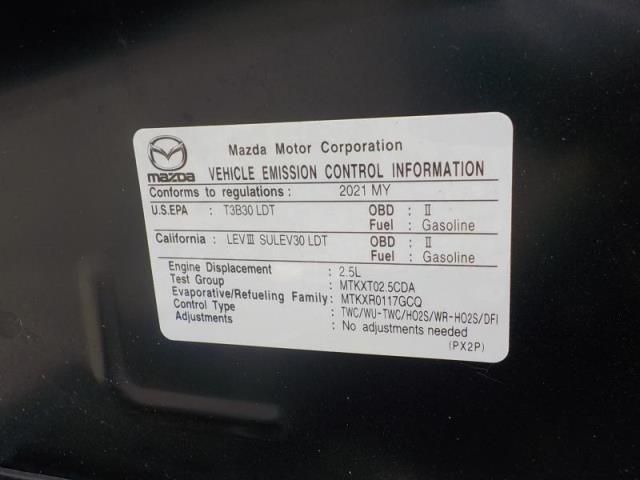 Mazda Motor Corporation
mazda VEHICLE EMISSION CONTROL INFORMATION
Conforms to regulations : 2021 MY
U.S.EPA : T3B30 LDT OBD : II
Fuel : Gasoline
California : LEVIII SULEV30 LDT OBD : II
Fuel : Gasoline
Engine Displacement : 2.5L
Test Group : MTKXT02.5CDA
Evaporative/Refueling Family: MTKXR0117GCQ
Control Type : TWC/WU-TWC/HO2S/WR-HO2S/DFI
Adjustments : No adjustments needed
(PX2P)